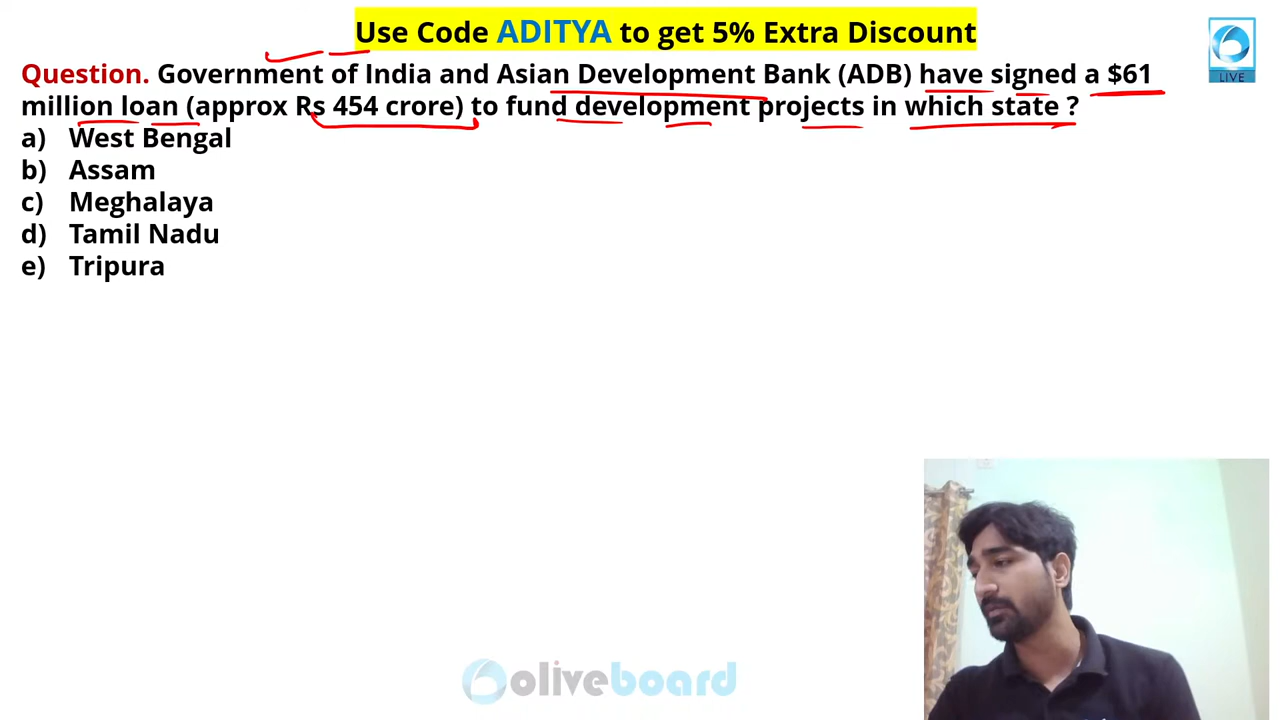 Use Code ADITYA to get 5% Extra Discount
LIVE
Question. Government of India and Asian Development Bank (ADB) have signed a $61
million loan (approx Rs 454 crore) to fund development projects in which state ?
a) West Bengal
b) Assam
c) Meghalaya
d) Tamil Nadu
e) Tripura
oliveboard